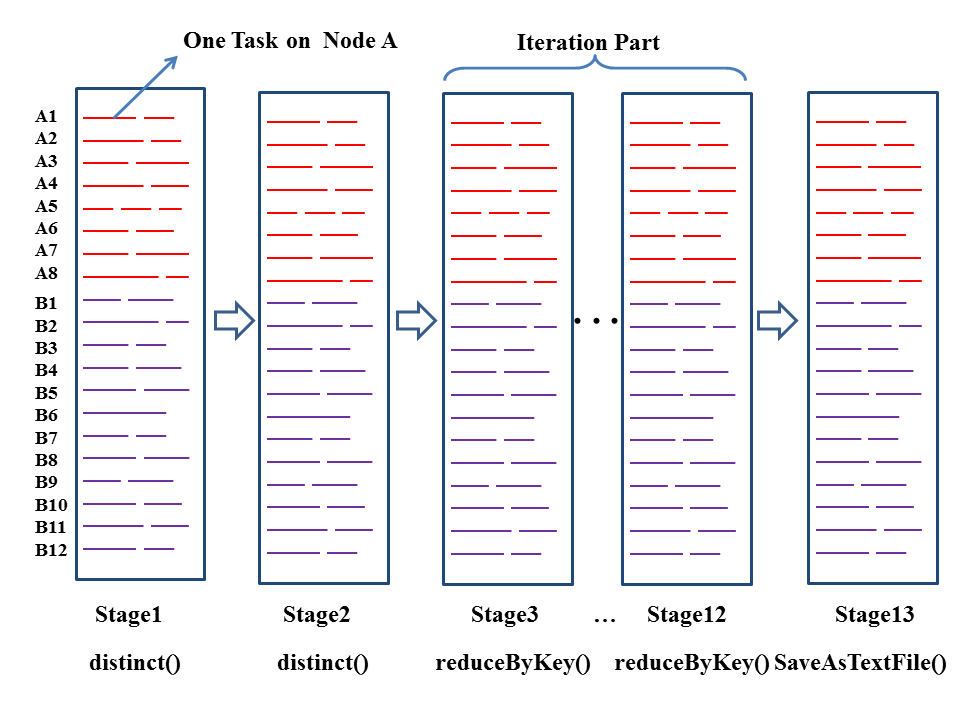 One Task on Node A
Iteration Part
A1
A2
A3
A4
A5
A6
A7
A8
B1
B2
B3
B4
B5
B6
B7
B8
B9
B10
B11
B12
. . .
Stage1 Stage2 Stage3 ... Stage12 Stage13
distinct() distinct() reduceByKey() reduceByKey() SaveAsTextFile()